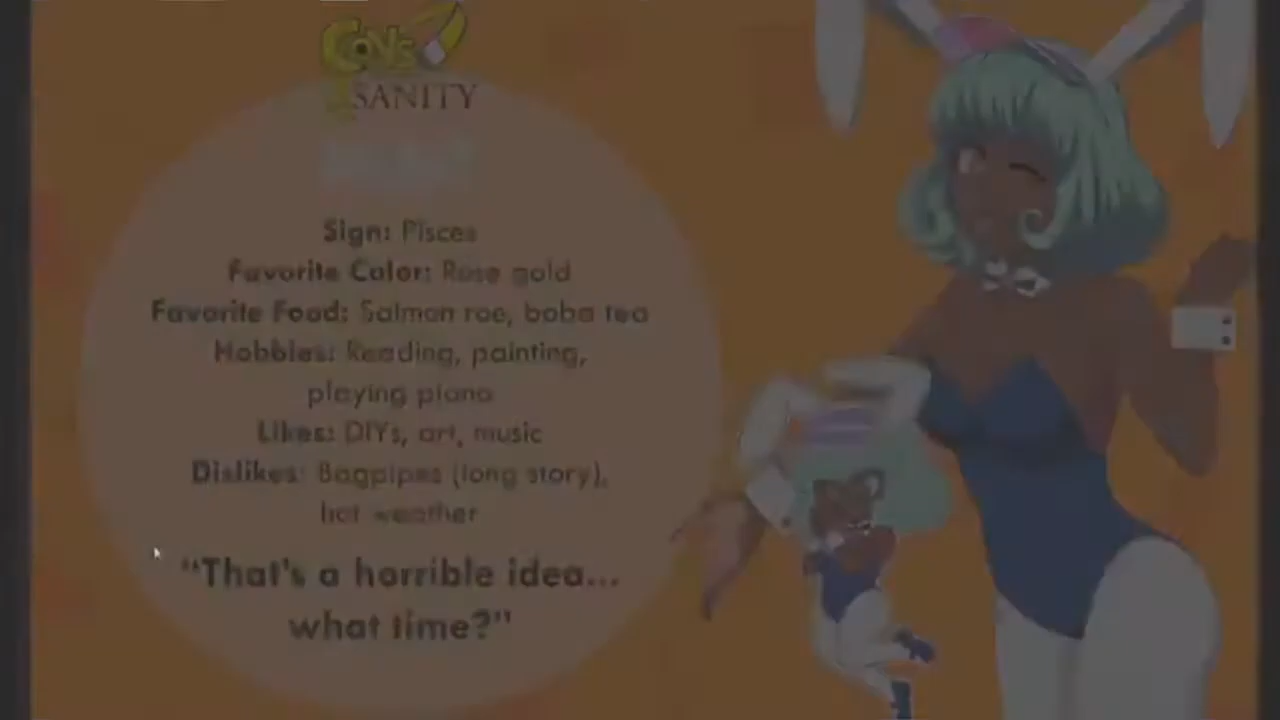 CoV's
SANITY
Sign: Pisces
Favorite Color: Rose gold
Favorite Food: Salmon roe, boba tea
Hobbies: Reading, painting,
playing piano
Likes: DIYs, art, music
Dislikes: Bagpipes (long story),
hot weather
"That's a horrible idea...
what time?"